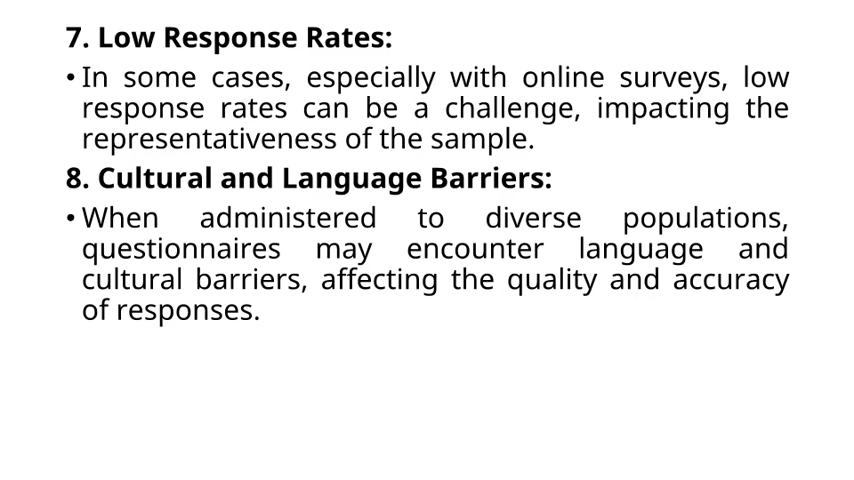 7. Low Response Rates:
• In some cases, especially with online surveys, low
response rates can be a challenge, impacting the
representativeness of the sample.
8. Cultural and Language Barriers:
• When administered to diverse populations,
questionnaires may encounter language and
cultural barriers, affecting the quality and accuracy
of responses.